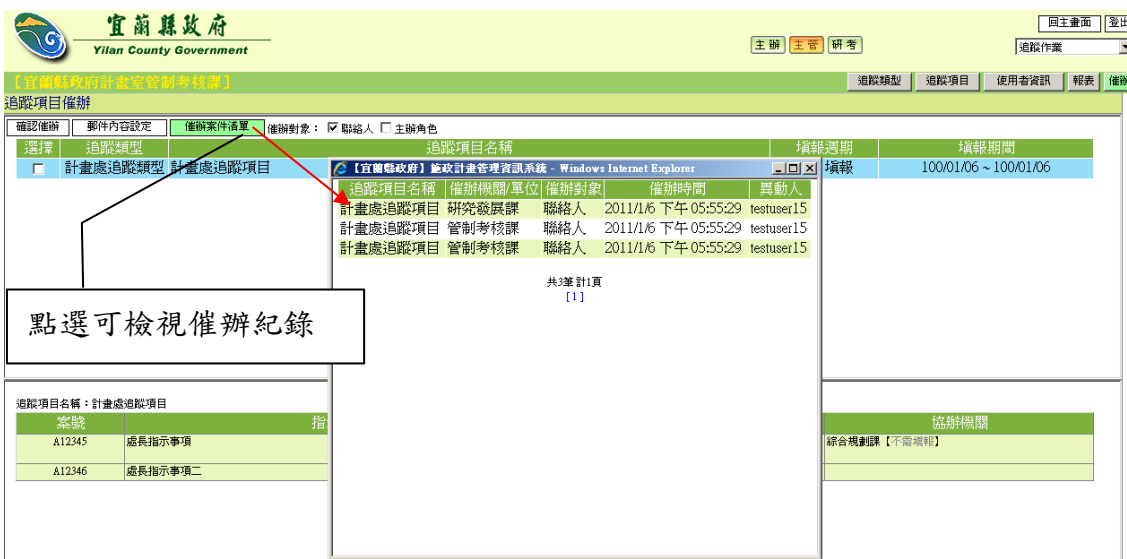 宜蘭縣政府
Yilan County Government
回主畫面 登出
主辦 主管 研考 追蹤作業
【宜蘭縣政府計畫室管制考核課】 追蹤類型 追蹤項目 使用者資訊 報表 催辦
追蹤項目催辦
確認催辦 郵件內容設定 催辦案件清單 催辦對象： 聯絡人 主辦角色
選擇 追蹤類型 追蹤項目名稱 填報週期 填報期間
計畫處追蹤類型 計畫處追蹤項目 填報 100/01/06 ~ 100/01/06
【宜蘭縣政府】施政計畫管理資訊系統 - Windows Internet Explorer
追蹤項目名稱 催辦機關/單位 催辦對象 催辦時間 異動人
計畫處追蹤項目 研究發展課 聯絡人 2011/1/6 下午 05:55:29 testuser15
計畫處追蹤項目 管制考核課 聯絡人 2011/1/6 下午 05:55:29 testuser15
計畫處追蹤項目 管制考核課 聯絡人 2011/1/6 下午 05:55:29 testuser15
共3筆 計1頁
[1]
點選可檢視催辦紀錄
追蹤項目名稱：計畫處追蹤項目
案號 指 協辦機關
A12345 處長指示事項 綜合規劃課【不需填報】
A12346 處長指示事項二